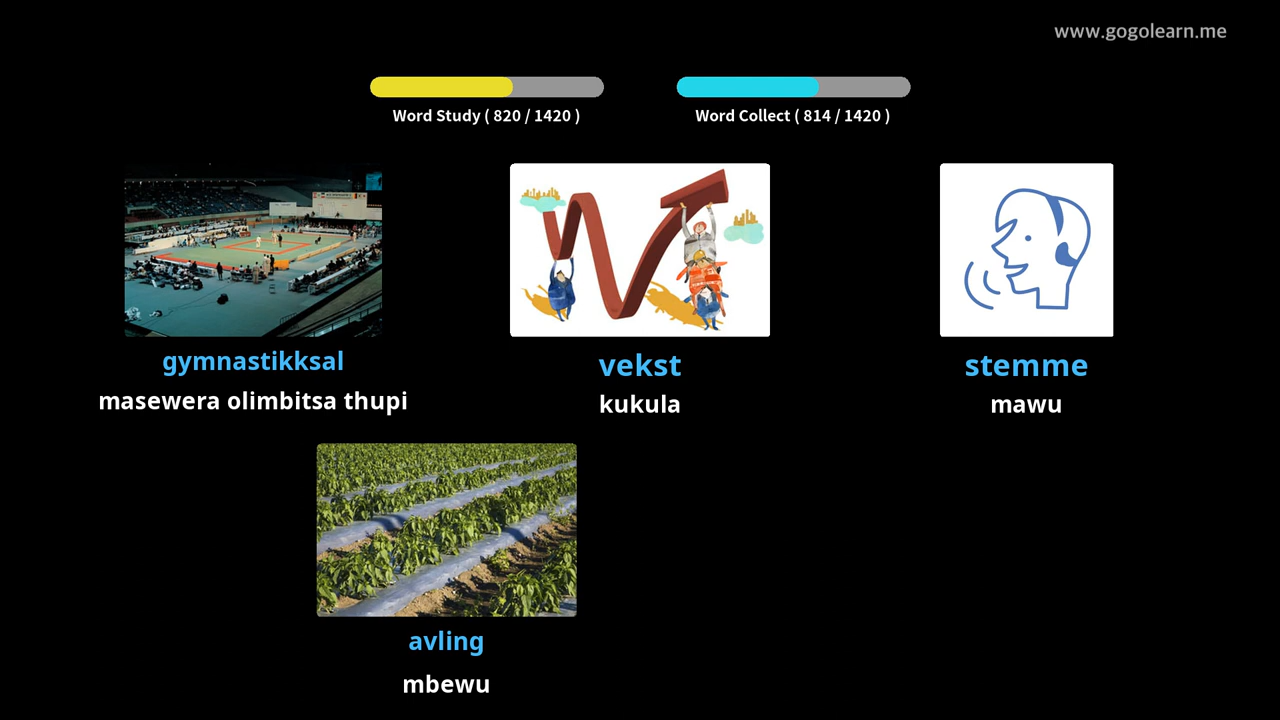 www.gogolearn.me
Word Study ( 820 / 1420 )
Word Collect ( 814 / 1420 )
gymnastikksal
masewera olimbitsa thupi
vekst
kukula
stemme
mawu
avling
mbewu